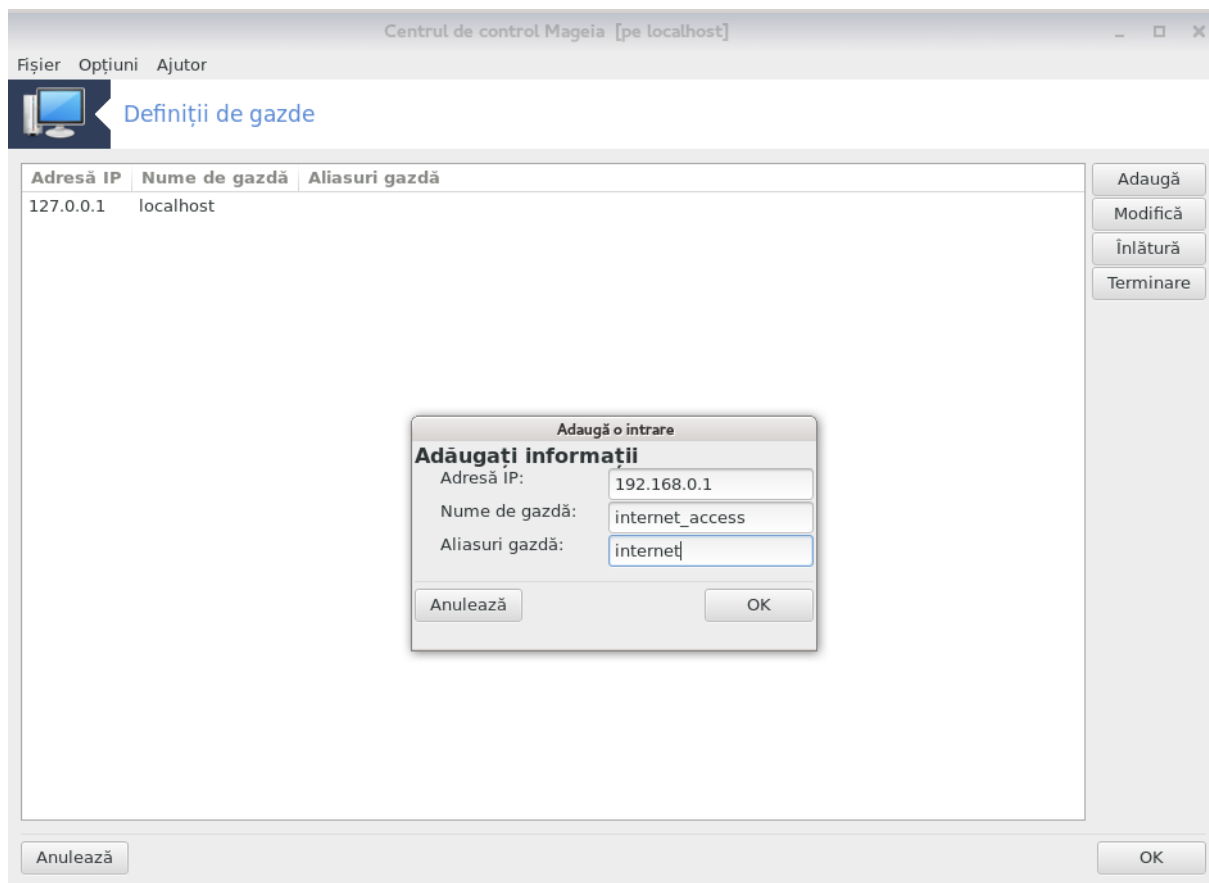 Centrul de control Mageia [pe localhost]
Fișier Opțiuni Ajutor
Definiții de gazde
Adresă IP Nume de gazdă Aliasuri gazdă
127.0.0.1 localhost
Adaugă
Modifică
Înlătură
Terminare
Adaugă o intrare
Adăugați informații
Adresă IP: 192.168.0.1
Nume de gazdă: internet_access
Aliasuri gazdă: internet
Anulează OK
Anulează OK